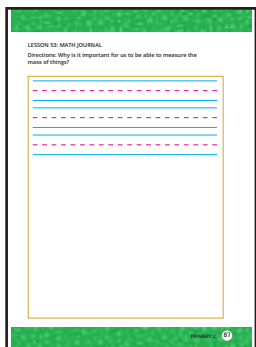 LESSON 53: MATH JOURNAL
Directions: Why is it important for us to be able to measure the
mass of things?
PRIMARY 2 87